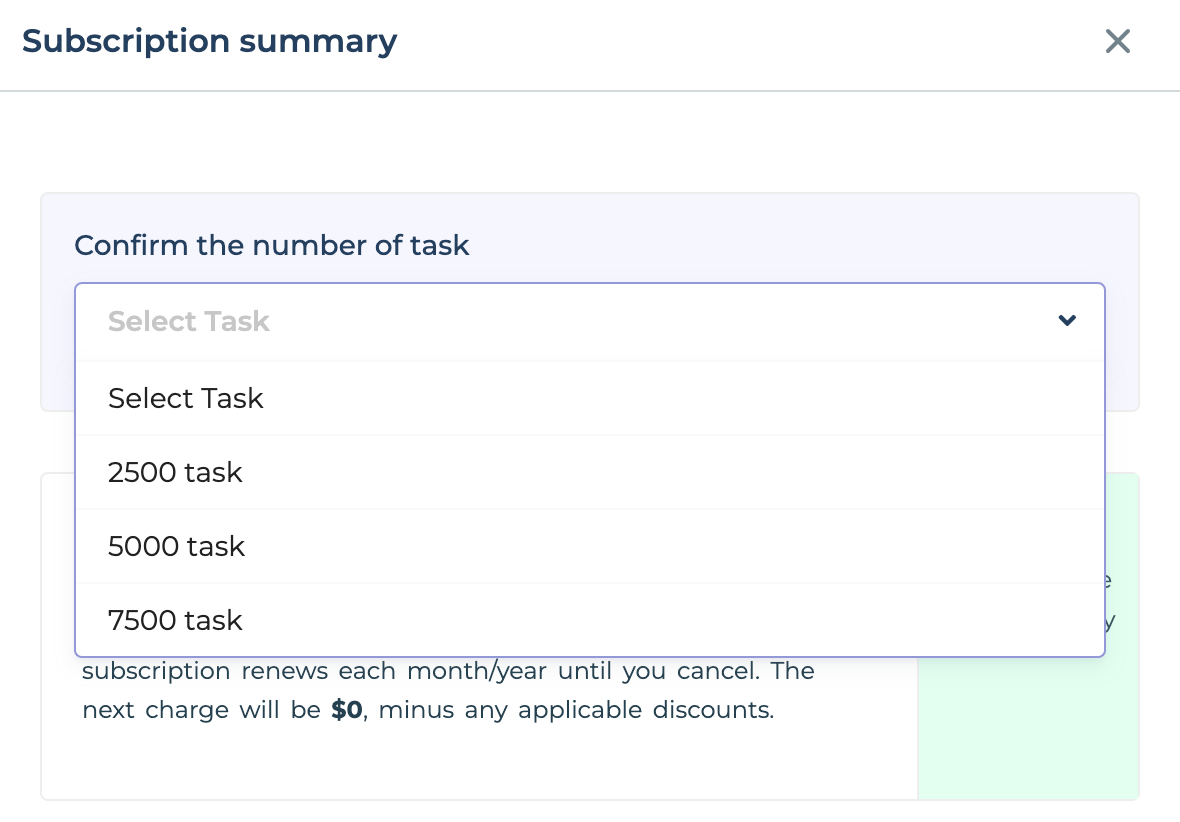 Subscription summary
Confirm the number of task
Select Task
Select Task
2500 task
5000 task
7500 task
subscription renews each month/year until you cancel. The
next charge will be $0, minus any applicable discounts.